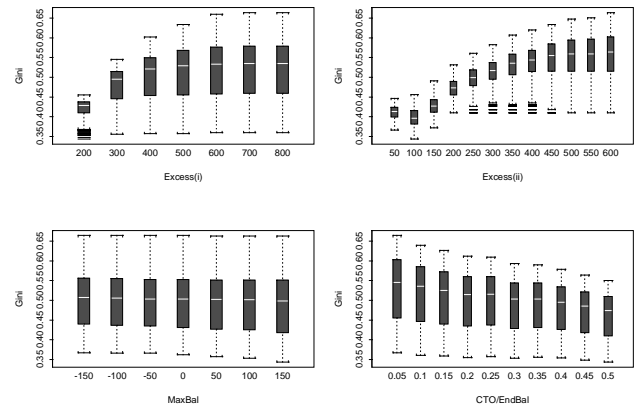 Gini
0.35 0.40 0.45 0.50 0.55 0.60 0.65
200 300 400 500 600 700 800
Excess(i)
Gini
0.35 0.40 0.45 0.50 0.55 0.60 0.65
50 100 150 200 250 300 350 400 450 500 550 600
Excess(ii)
Gini
0.35 0.40 0.45 0.50 0.55 0.60 0.65
-150 -100 -50 0 50 100 150
MaxBal
Gini
0.35 0.40 0.45 0.50 0.55 0.60 0.65
0.05 0.1 0.15 0.2 0.25 0.3 0.35 0.4 0.45 0.5
CTO/EndBal